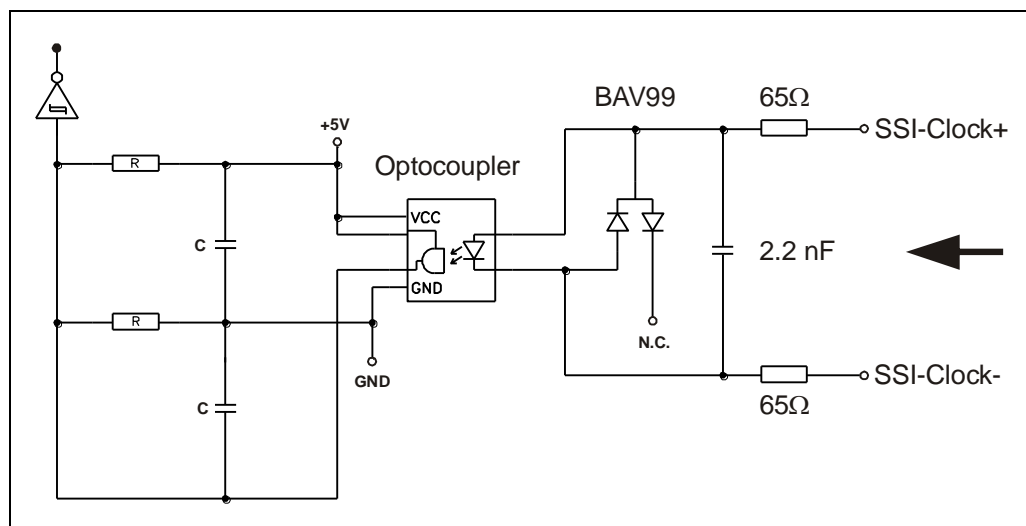 BAV99
65Ω
SSI-Clock+
+5V
R
Optocoupler
VCC
C
2.2 nF
GND
R
N.C.
GND
SSI-Clock-
C
65Ω